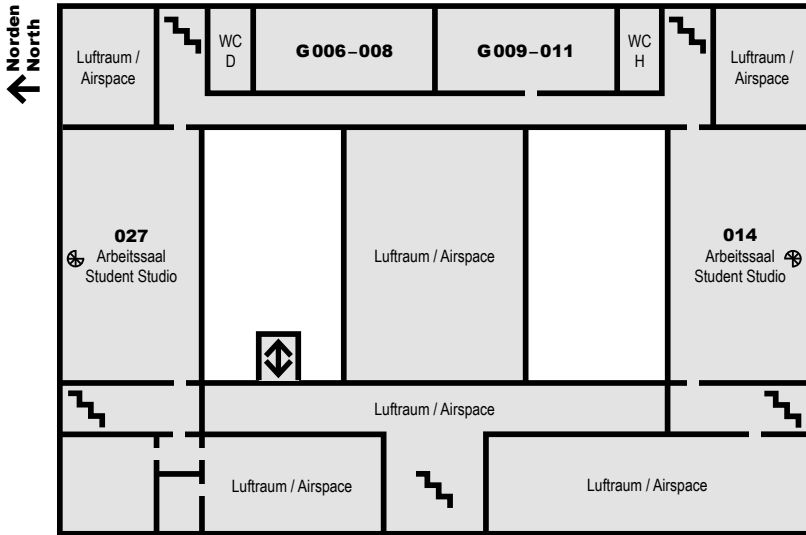 Norden
North
Luftraum /
Airspace
WC
D
G006–008
G009–011
WC
H
Luftraum /
Airspace
027
Arbeitssaal
Student Studio
Luftraum / Airspace
014
Arbeitssaal
Student Studio
Luftraum / Airspace
Luftraum / Airspace
Luftraum / Airspace